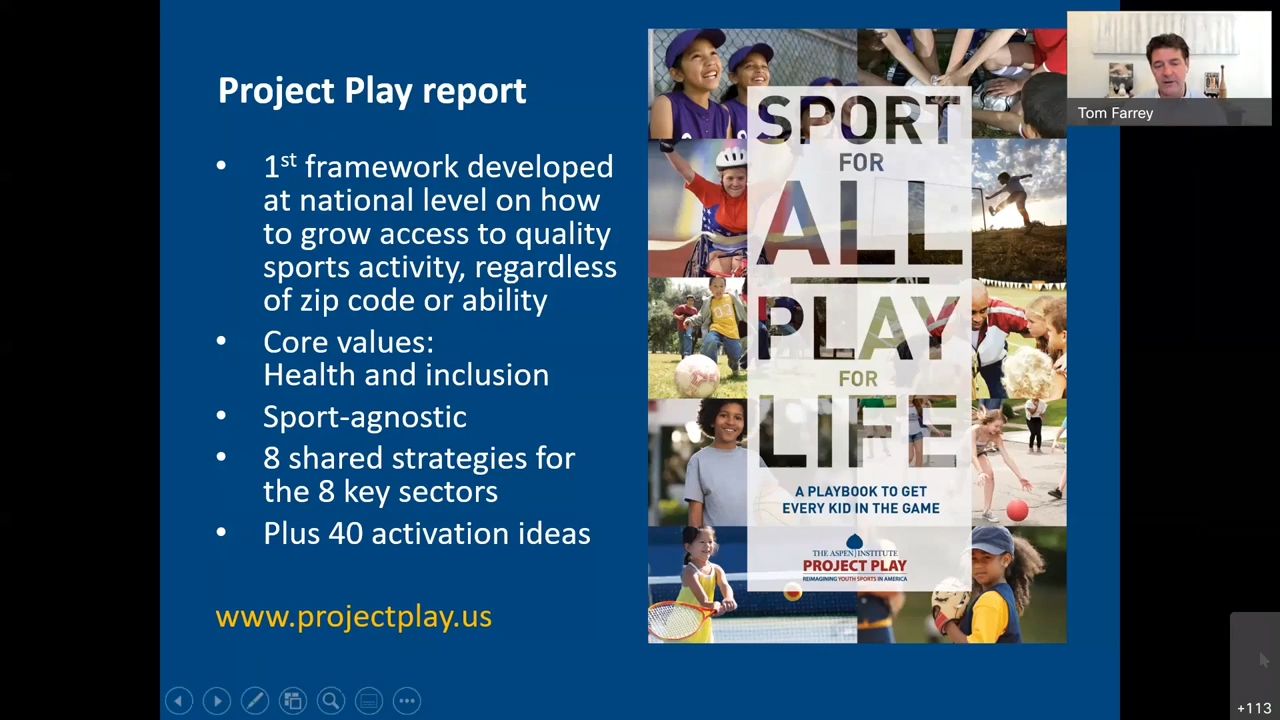 Project Play report
• 1st framework developed
at national level on how
to grow access to quality
sports activity, regardless
of zip code or ability
• Core values:
Health and inclusion
• Sport-agnostic
• 8 shared strategies for
the 8 key sectors
• Plus 40 activation ideas
www.projectplay.us
SPORT
FOR
ALL
PLAY
FOR
LIFE
A PLAYBOOK TO GET
EVERY KID IN THE GAME
THE ASPEN INSTITUTE
PROJECT PLAY
REIMAGINING YOUTH SPORTS IN AMERICA
Tom Farrey
+113